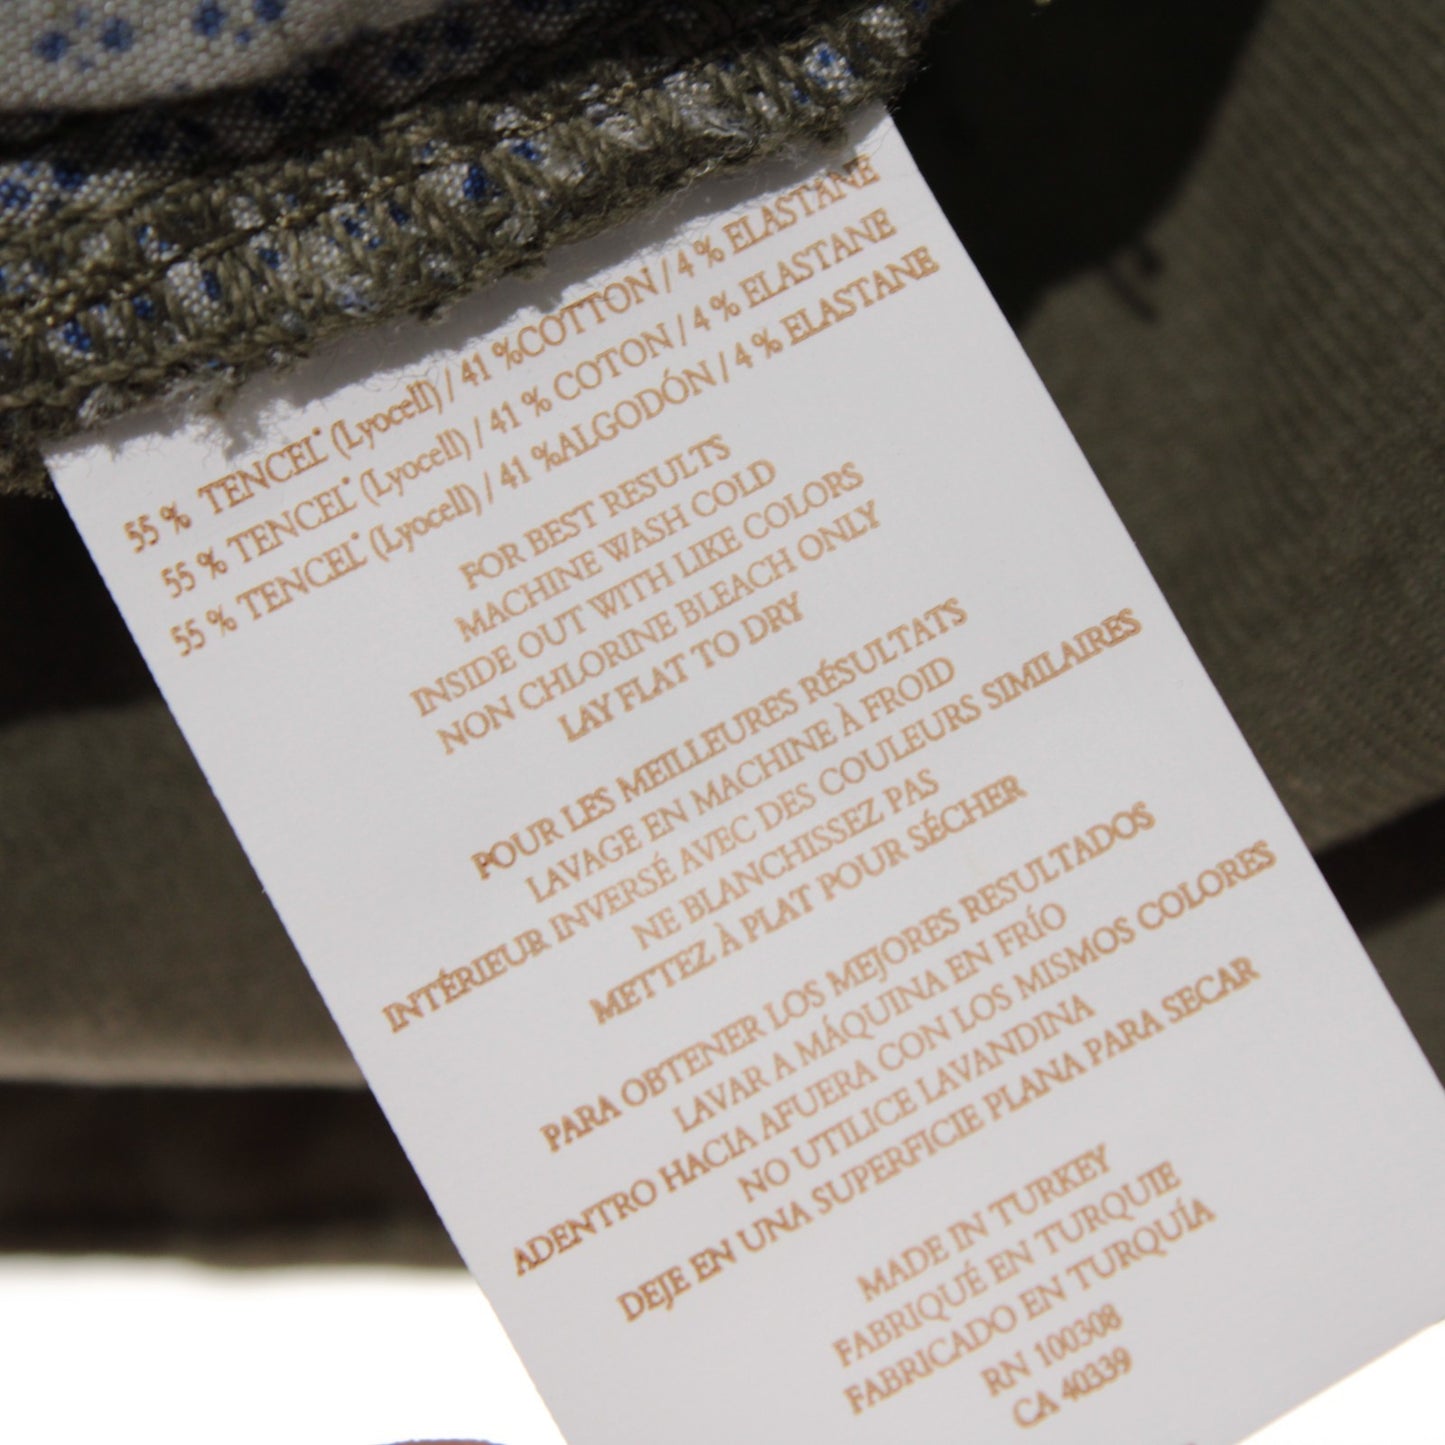 55 % TENCEL® (Lyocell) / 41 %COTTON / 4 % ELASTANE
55 % TENCEL® (Lyocell) / 41 % COTON / 4 % ELASTANE
55 % TENCEL® (Lyocell) / 41 %ALGODÓN / 4 % ELASTANE
FOR BEST RESULTS
MACHINE WASH COLD
INSIDE OUT WITH LIKE COLORS
NON CHLORINE BLEACH ONLY
LAY FLAT TO DRY
POUR LES MEILLEURES RÉSULTATS
LAVAGE EN MACHINE À FROID
INTÉRIEUR INVERSÉ AVEC DES COULEURS SIMILAIRES
NE BLANCHISSEZ PAS
METTEZ À PLAT POUR SÉCHER
PARA OBTENER LOS MEJORES RESULTADOS
LAVAR A MÁQUINA EN FRÍO
ADENTRO HACIA AFUERA CON LOS MISMOS COLORES
NO UTILICE LAVANDINA
DEJE EN UNA SUPERFICIE PLANA PARA SECAR
MADE IN TURKEY
FABRIQUÉ EN TURQUIE
FABRICADO EN TURQUÍA
RN 100308
CA 40339